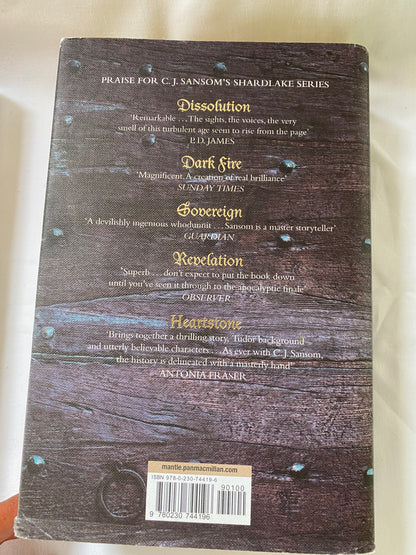 PRAISE FOR C. J. SANSOM'S SHARDLAKE SERIES
Dissolution
'Remarkable . . . The sights, the voices, the very
smell of this turbulent age seem to rise from the page'
P. D. JAMES
Dark Fire
'Magnificent. A creation of real brilliance'
SUNDAY TIMES
Sovereign
'A devilishly ingenious whodunnit . . . Sansom is a master storyteller'
GUARDIAN
Revelation
'Superb . . . don't expect to put the book down
until you've seen it through to the apocalyptic finale'
OBSERVER
Heartstone
'Brings together a thrilling story, Tudor background
and utterly believable characters . . . As ever with C. J. Sansom,
the history is delineated with a masterly hand'
ANTONIA FRASER
mantle.panmacmillan.com
ISBN 978-0-230-74419-6
90100
9 780230 744196